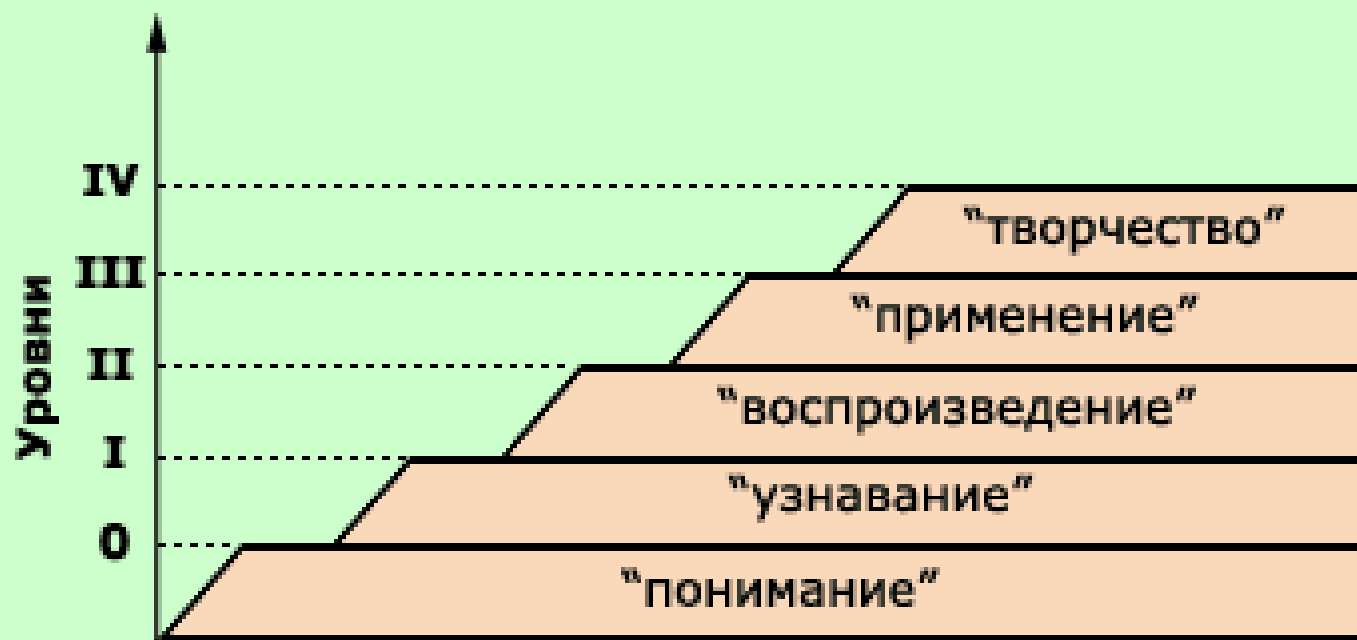 Уровни
IV
“творчество”
III
“применение”
II
“воспроизведение”
I
“узнавание”
0
“понимание”